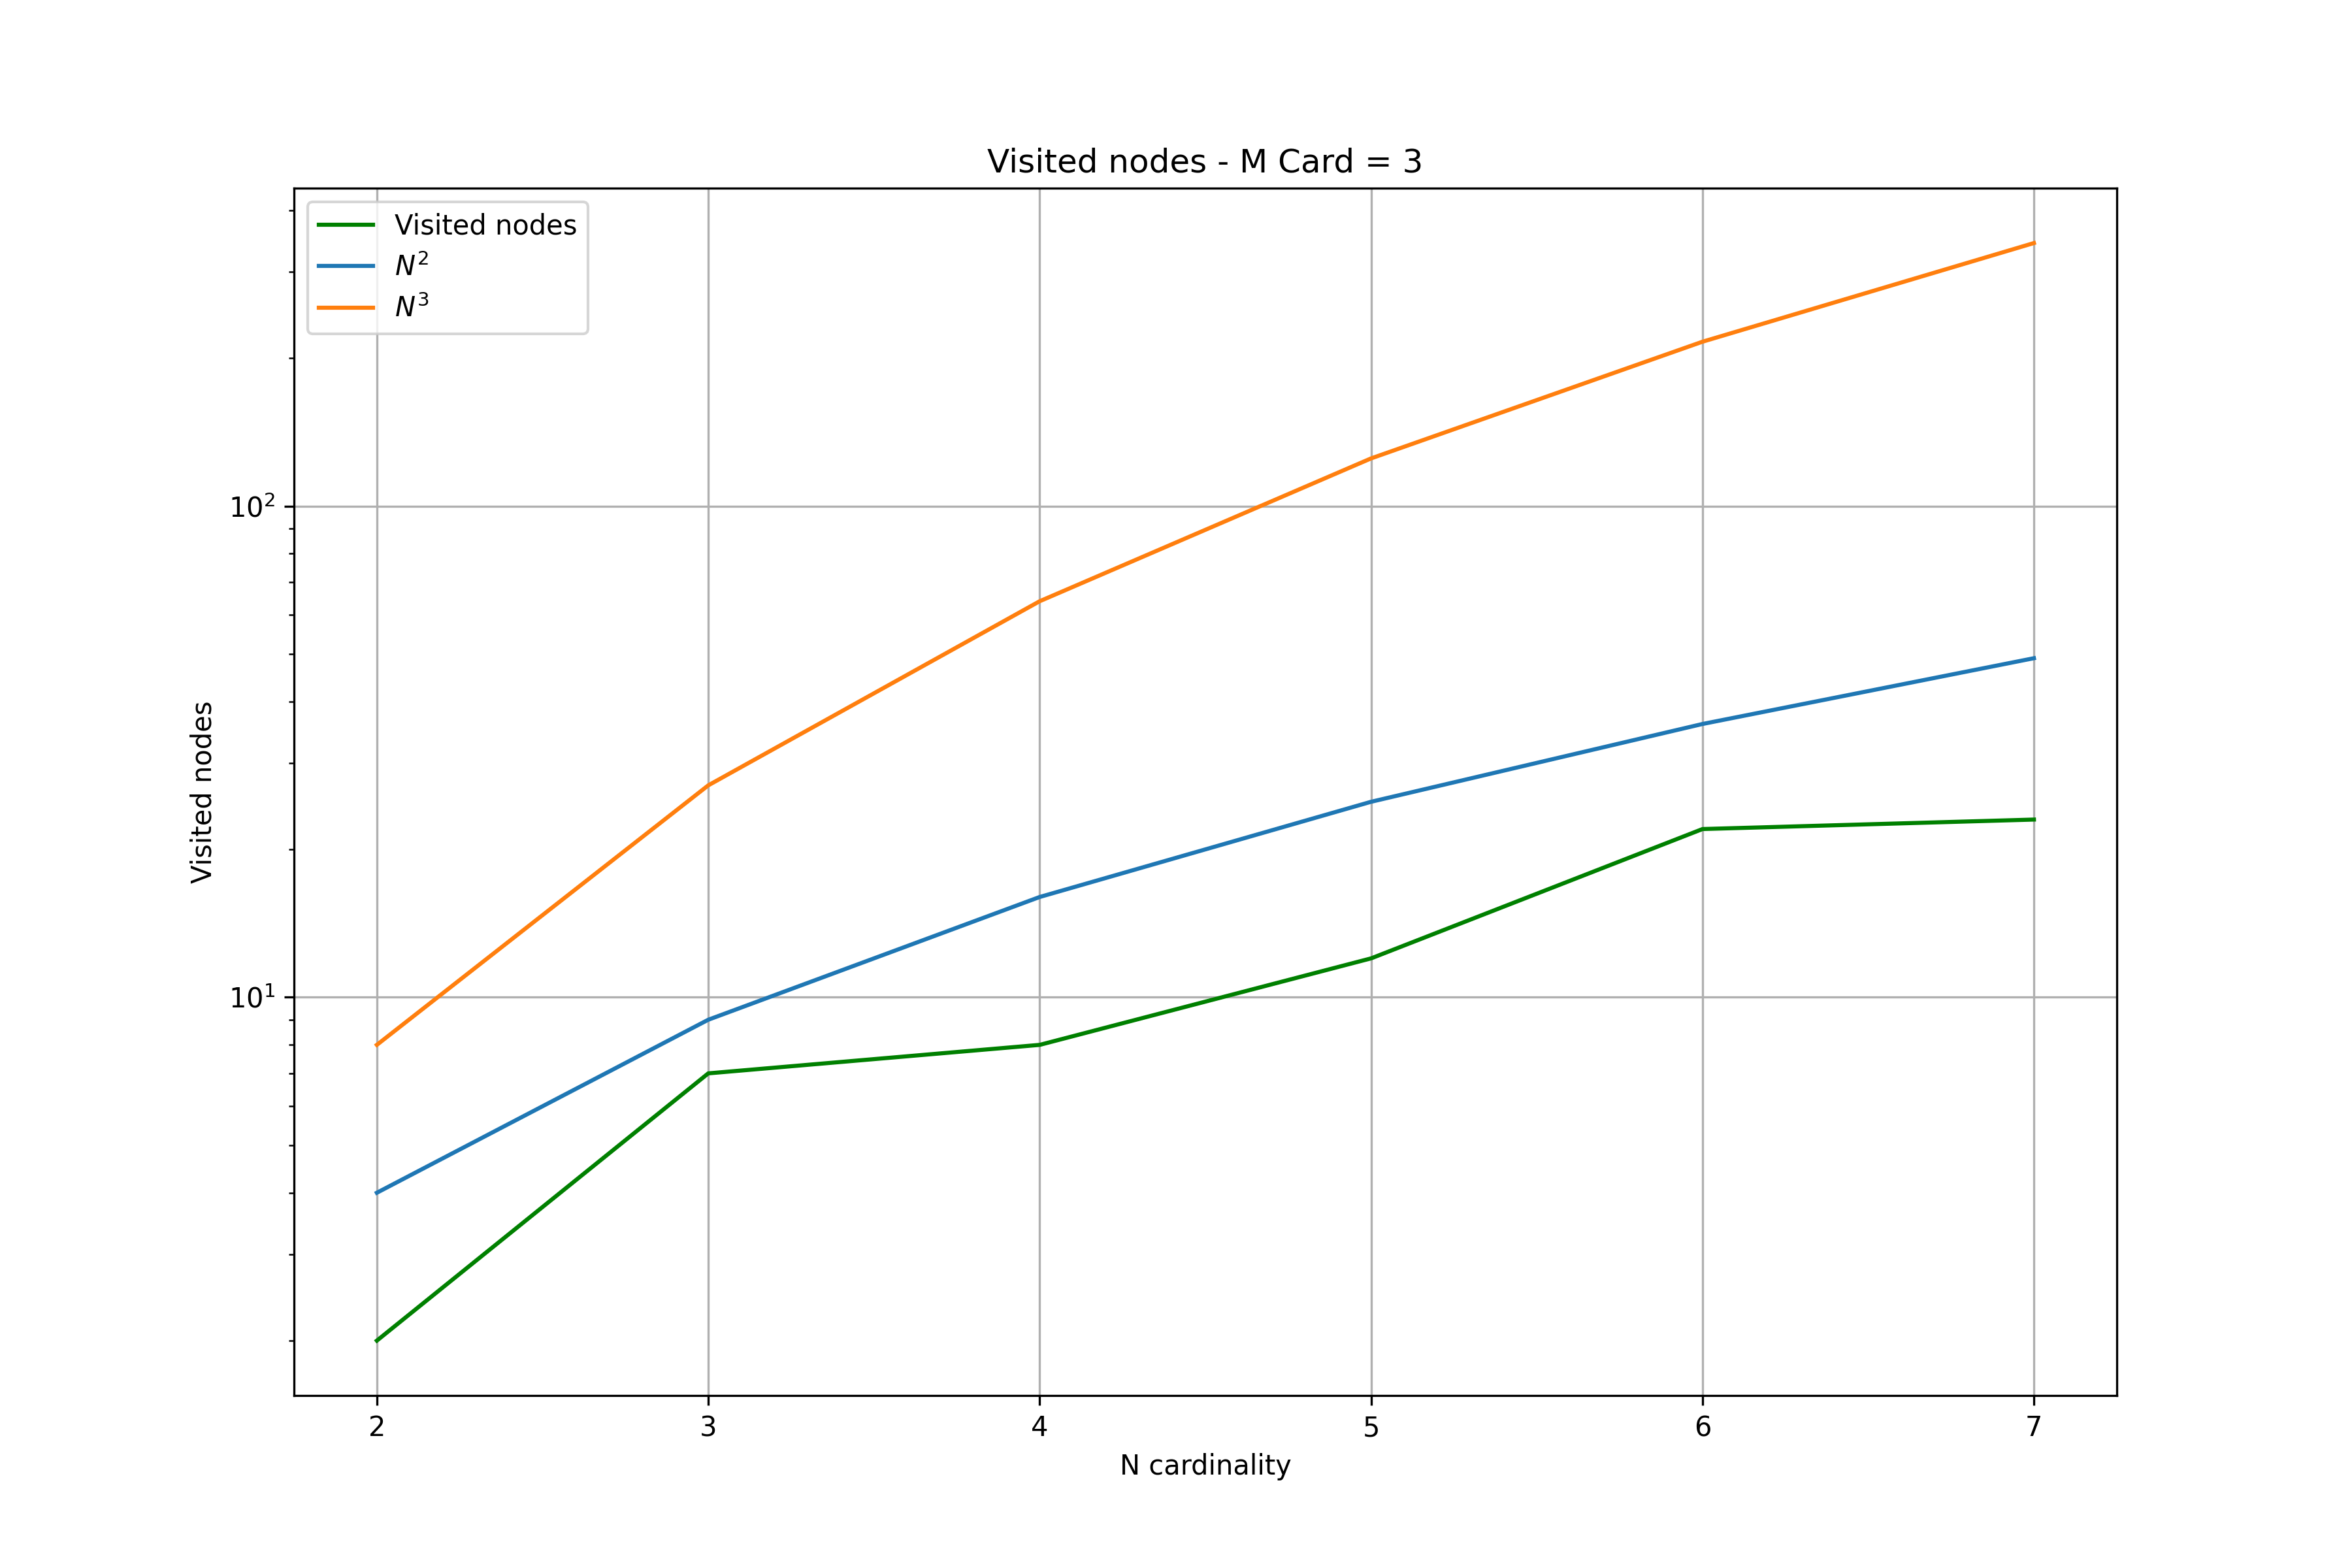 Visited nodes - M Card = 3
Visited nodes
N²
N³
10²
10¹
Visited nodes
2 3 4 5 6 7
N cardinality